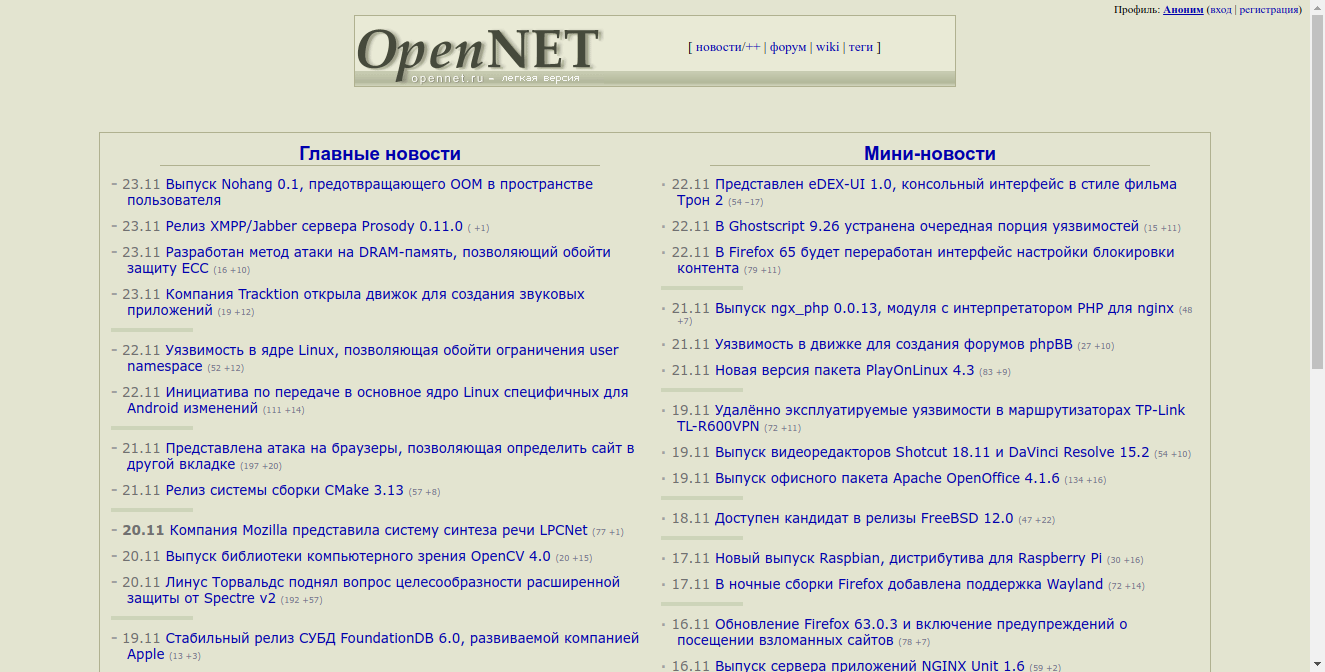 Профиль: Аноним (вход | регистрация)
OpenNET
opennet.ru – легкая версия
[ новости/++ | форум | wiki | теги ]
Главные новости
- 23.11 Выпуск Nohang 0.1, предотвращающего OOM в пространстве
пользователя
- 23.11 Релиз XMPP/Jabber сервера Prosody 0.11.0 ( +1)
- 23.11 Разработан метод атаки на DRAM-память, позволяющий обойти
защиту ECC (16 +10)
- 23.11 Компания Tracktion открыла движок для создания звуковых
приложений (19 +12)
- 22.11 Уязвимость в ядре Linux, позволяющая обойти ограничения user
namespace (52 +12)
- 22.11 Инициатива по передаче в основное ядро Linux специфичных для
Android изменений (111 +14)
- 21.11 Представлена атака на браузеры, позволяющая определить сайт в
другой вкладке (197 +20)
- 21.11 Релиз системы сборки CMake 3.13 (57 +8)
- 20.11 Компания Mozilla представила систему синтеза речи LPCNet (77 +1)
- 20.11 Выпуск библиотеки компьютерного зрения OpenCV 4.0 (20 +15)
- 20.11 Линус Торвальдс поднял вопрос целесообразности расширенной
защиты от Spectre v2 (192 +57)
- 19.11 Стабильный релиз СУБД FoundationDB 6.0, развиваемой компанией
Apple (13 +3)
Мини-новости
· 22.11 Представлен eDEX-UI 1.0, консольный интерфейс в стиле фильма
Трон 2 (54 –17)
· 22.11 В Ghostscript 9.26 устранена очередная порция уязвимостей (15 +11)
· 22.11 В Firefox 65 будет переработан интерфейс настройки блокировки
контента (79 +11)
· 21.11 Выпуск ngx_php 0.0.13, модуля с интерпретатором PHP для nginx (48
+7)
· 21.11 Уязвимость в движке для создания форумов phpBB (27 +10)
· 21.11 Новая версия пакета PlayOnLinux 4.3 (83 +9)
· 19.11 Удалённо эксплуатируемые уязвимости в маршрутизаторах TP-Link
TL-R600VPN (72 +11)
· 19.11 Выпуск видеоредакторов Shotcut 18.11 и DaVinci Resolve 15.2 (54 +10)
· 19.11 Выпуск офисного пакета Apache OpenOffice 4.1.6 (134 +16)
· 18.11 Доступен кандидат в релизы FreeBSD 12.0 (47 +22)
· 17.11 Новый выпуск Raspbian, дистрибутива для Raspberry Pi (30 +16)
· 17.11 В ночные сборки Firefox добавлена поддержка Wayland (72 +14)
· 16.11 Обновление Firefox 63.0.3 и включение предупреждений о
посещении взломанных сайтов (78 +7)
· 16.11 Выпуск сервера приложений NGINX Unit 1.6 (59 +2)